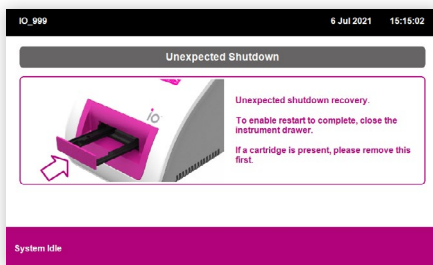 IO_999 6 Jul 2021 15:15:02
Unexpected Shutdown
io
Unexpected shutdown recovery.
To enable restart to complete, close the
instrument drawer.
If a cartridge is present, please remove this
first.
System Idle